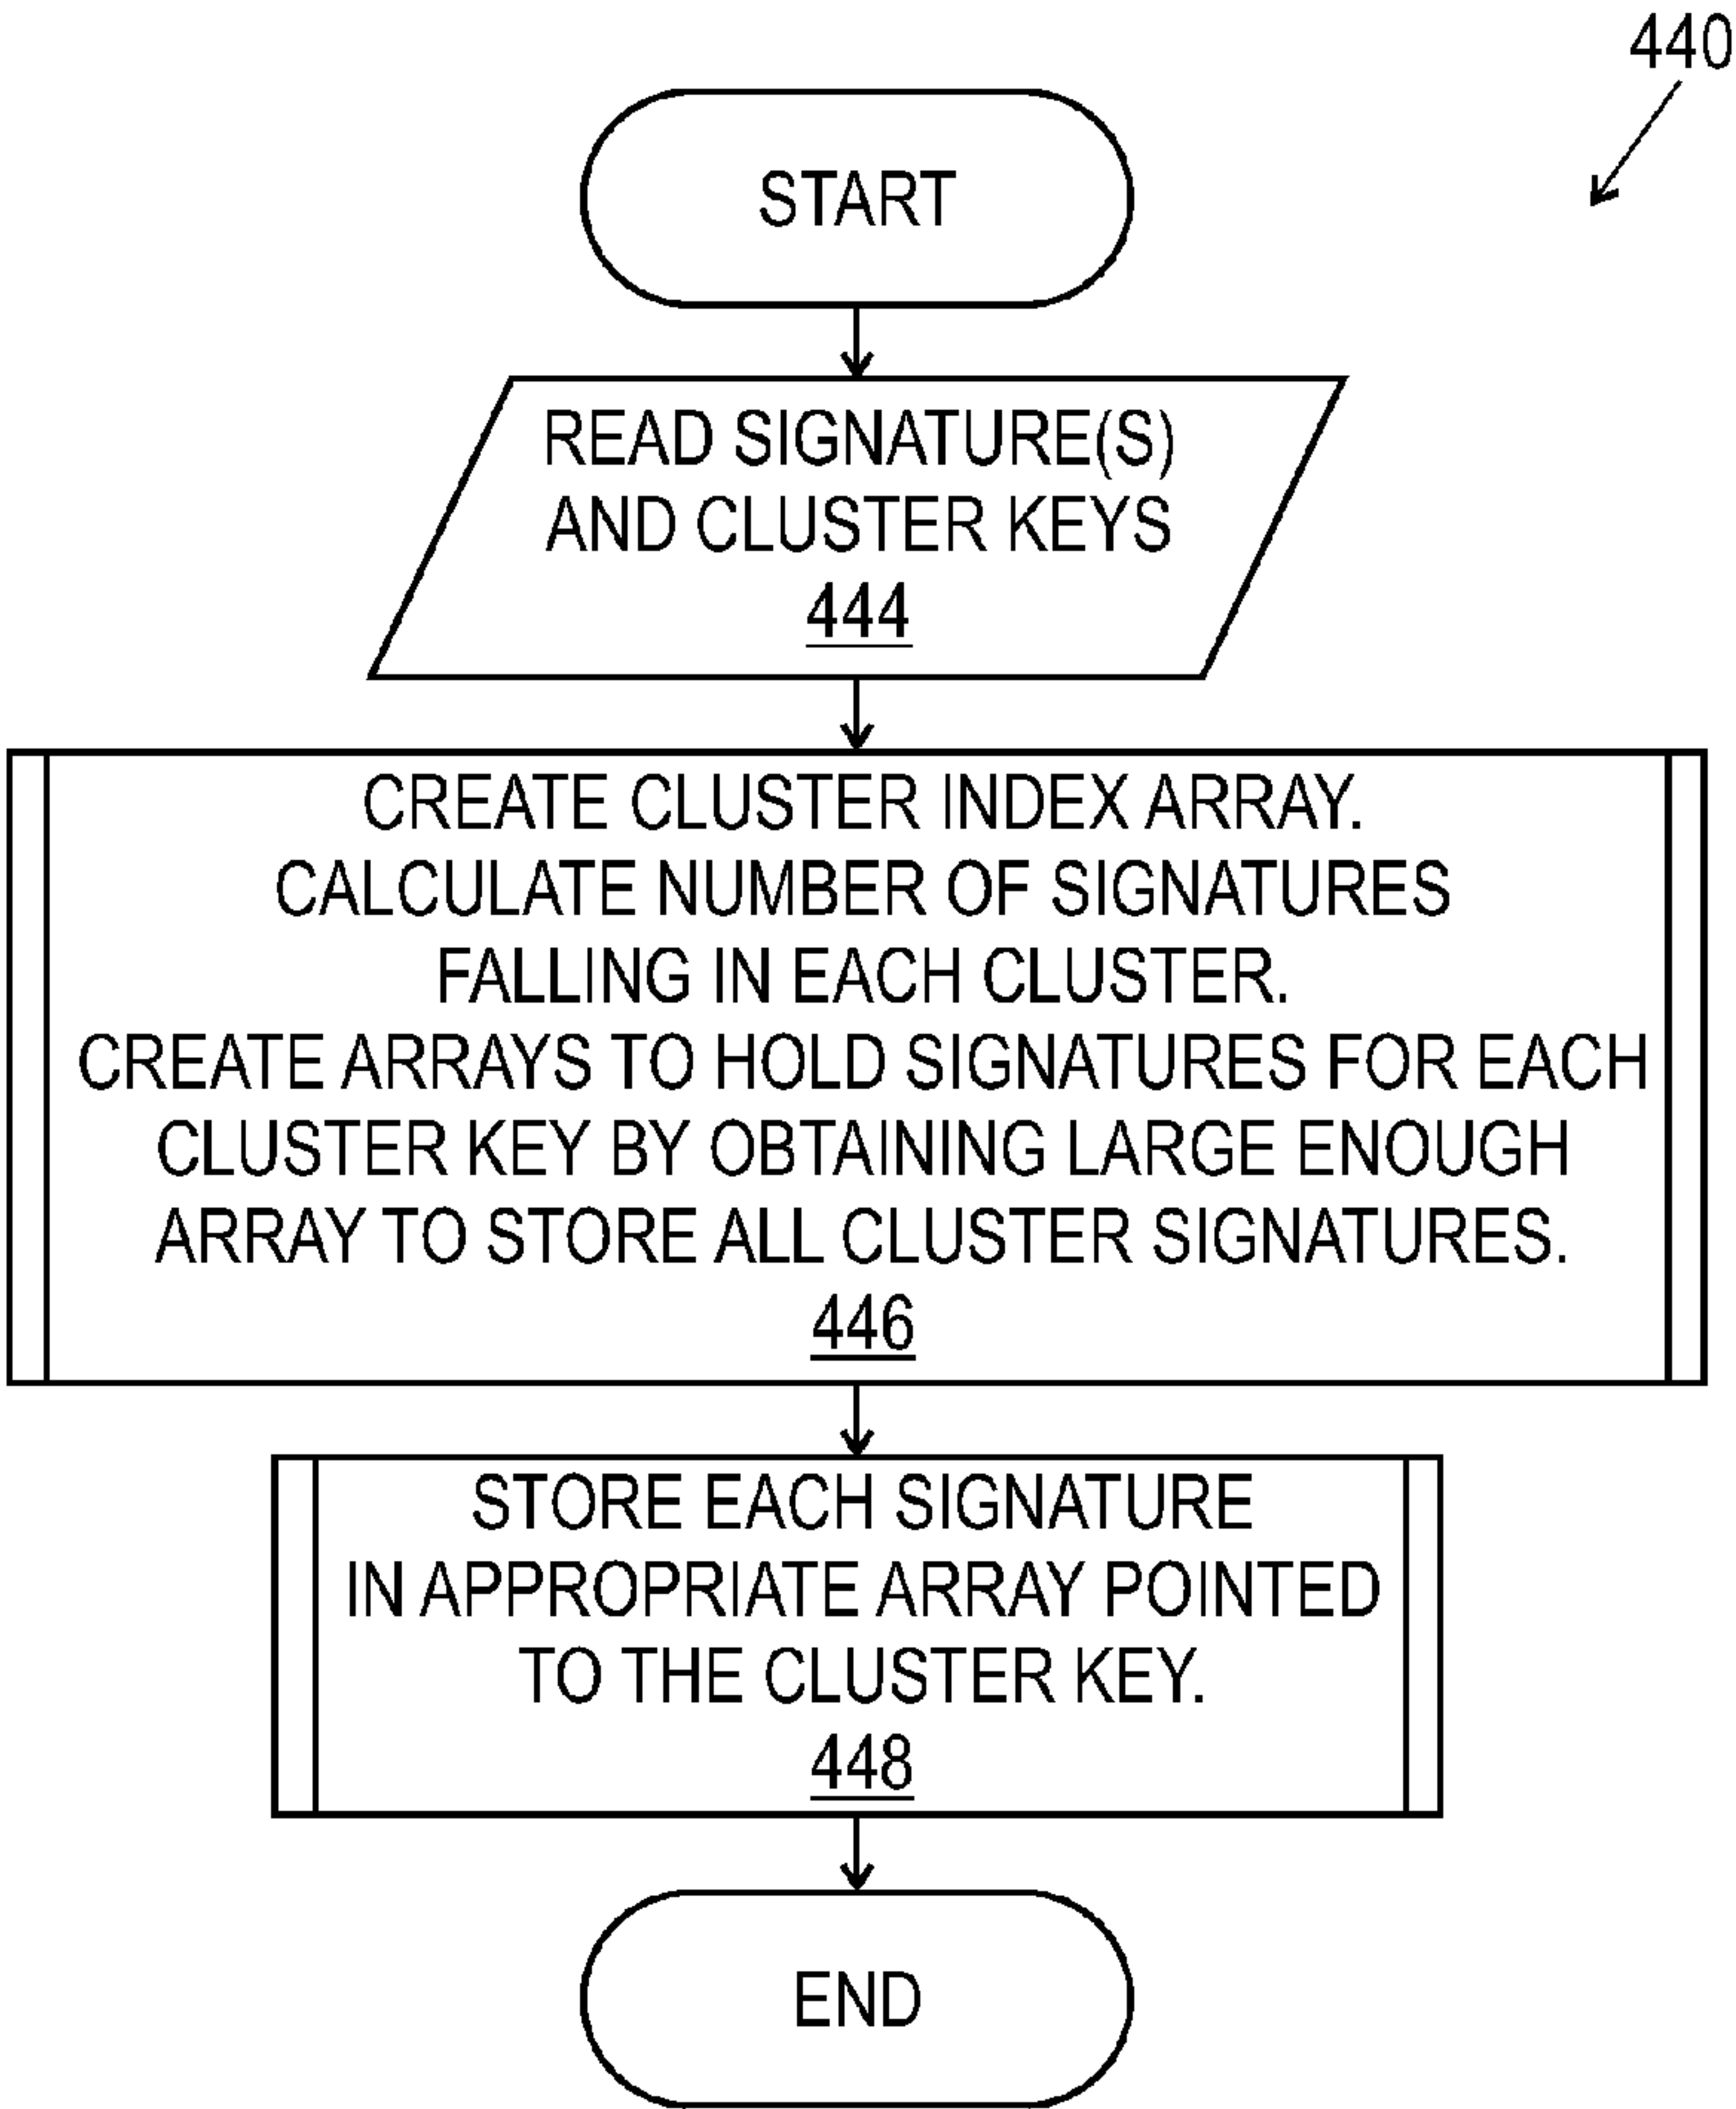 440
START
READ SIGNATURE(S)
AND CLUSTER KEYS
444
CREATE CLUSTER INDEX ARRAY.
CALCULATE NUMBER OF SIGNATURES
FALLING IN EACH CLUSTER.
CREATE ARRAYS TO HOLD SIGNATURES FOR EACH
CLUSTER KEY BY OBTAINING LARGE ENOUGH
ARRAY TO STORE ALL CLUSTER SIGNATURES.
446
STORE EACH SIGNATURE
IN APPROPRIATE ARRAY POINTED
TO THE CLUSTER KEY.
448
END